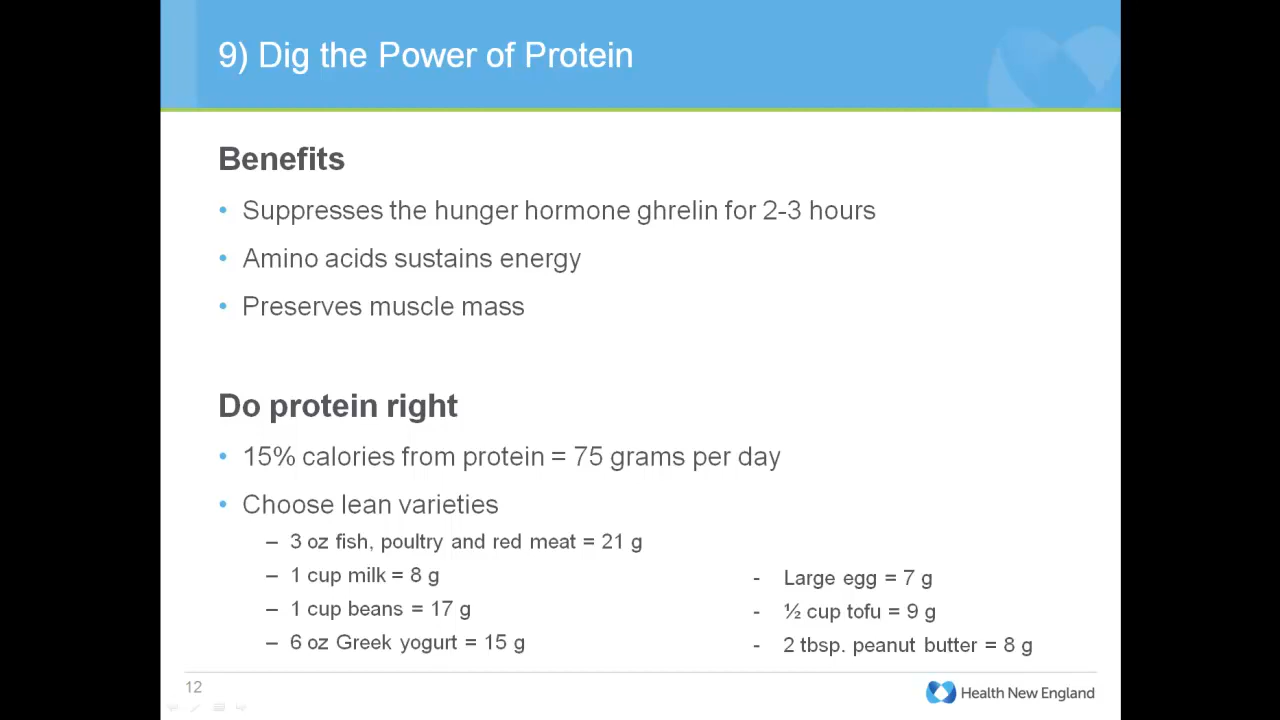 9) Dig the Power of Protein
Benefits
• Suppresses the hunger hormone ghrelin for 2-3 hours
• Amino acids sustains energy
• Preserves muscle mass
Do protein right
• 15% calories from protein = 75 grams per day
• Choose lean varieties
– 3 oz fish, poultry and red meat = 21 g
– 1 cup milk = 8 g
– 1 cup beans = 17 g
– 6 oz Greek yogurt = 15 g
- Large egg = 7 g
- ½ cup tofu = 9 g
- 2 tbsp. peanut butter = 8 g
12
Health New England